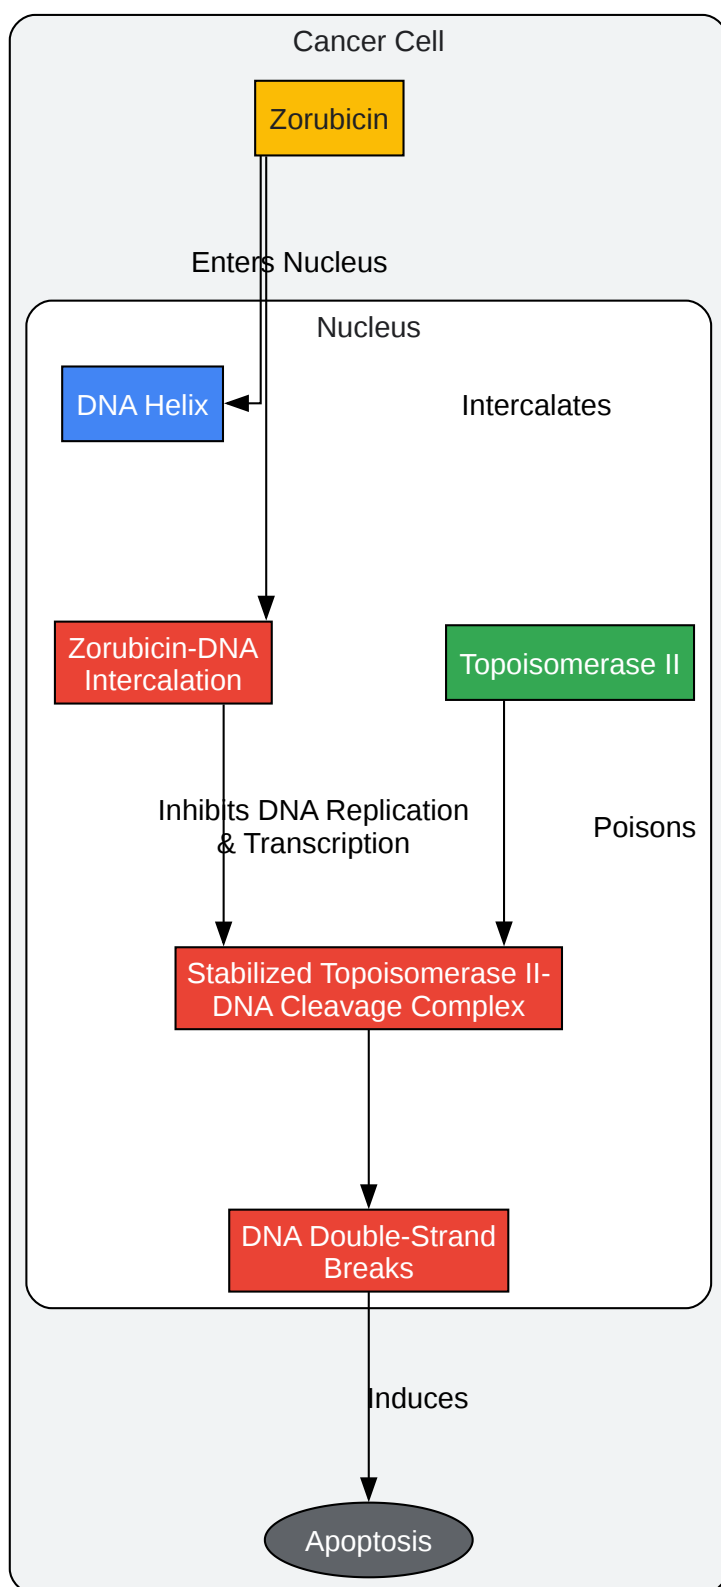 Cancer Cell
Zorubicin
Enters Nucleus
Nucleus
DNA Helix
Intercalates
Zorubicin-DNA
Intercalation
Topoisomerase II
Inhibits DNA Replication
& Transcription
Poisons
Stabilized Topoisomerase II-
DNA Cleavage Complex
DNA Double-Strand
Breaks
Induces
Apoptosis